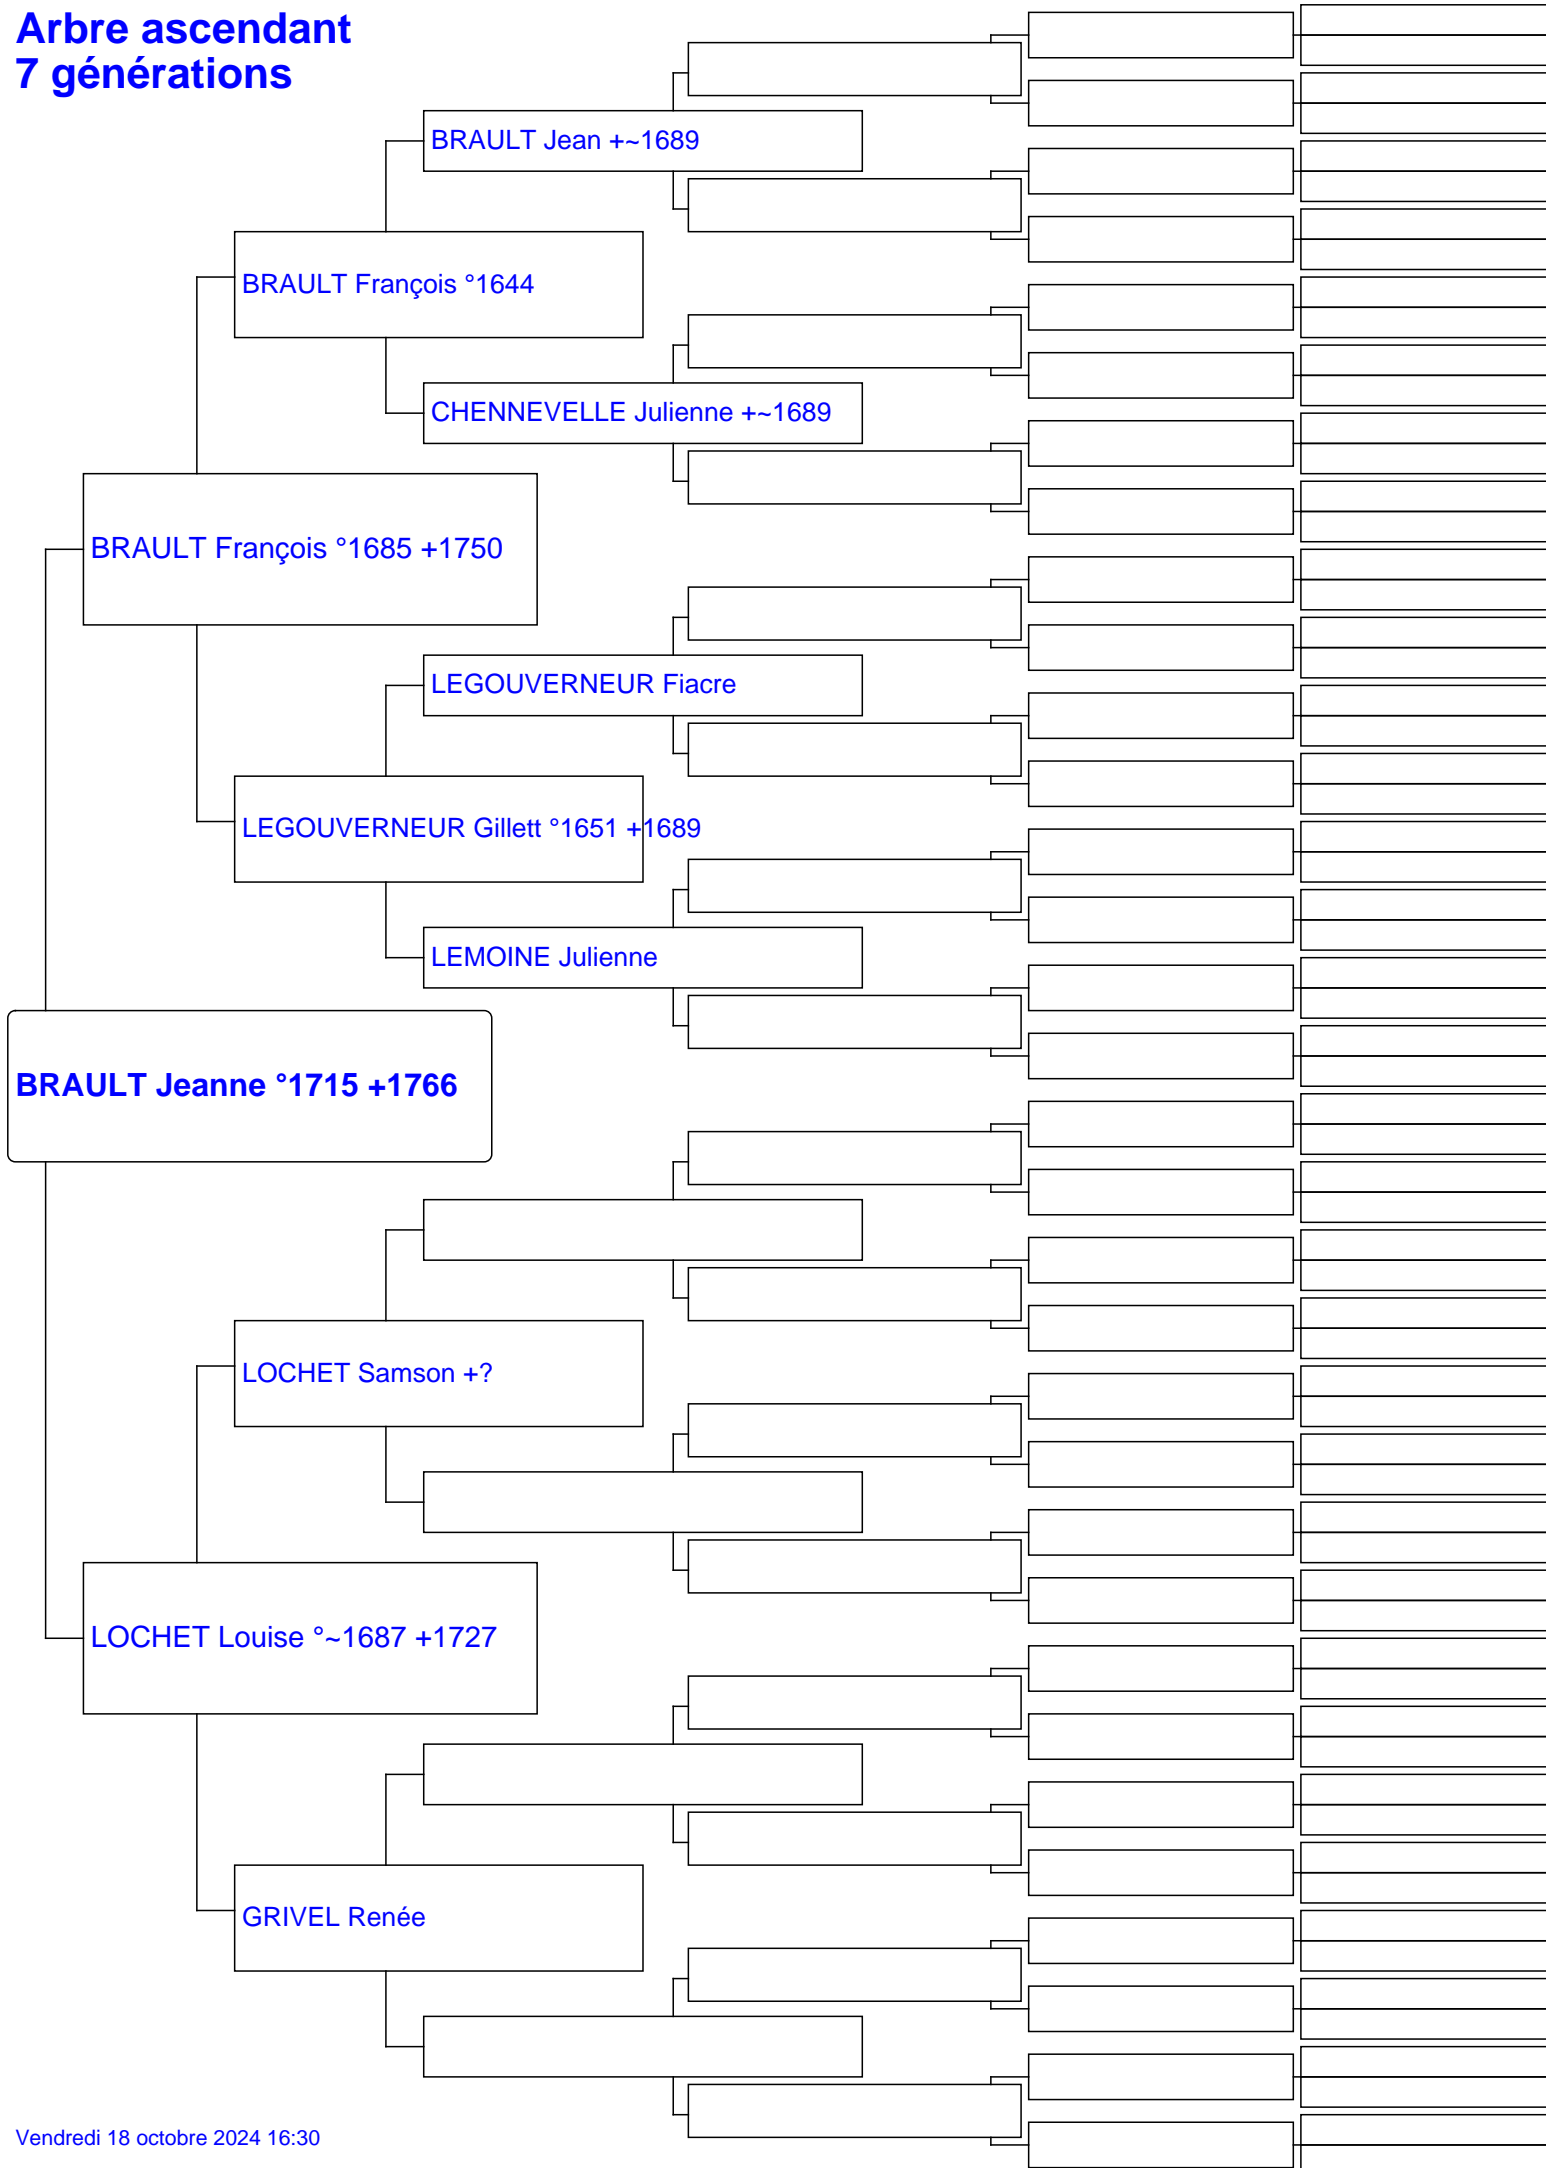 Arbre ascendant
7 générations
BRAULT Jean +~1689
BRAULT François °1644
CHENNEVELLE Julienne +~1689
BRAULT François °1685 +1750
LEGOUVERNEUR Fiacre
LEGOUVERNEUR Gillett °1651 +1689
LEMOINE Julienne
BRAULT Jeanne °1715 +1766
LOCHET Samson +?
LOCHET Louise °~1687 +1727
GRIVEL Renée
Vendredi 18 octobre 2024 16:30